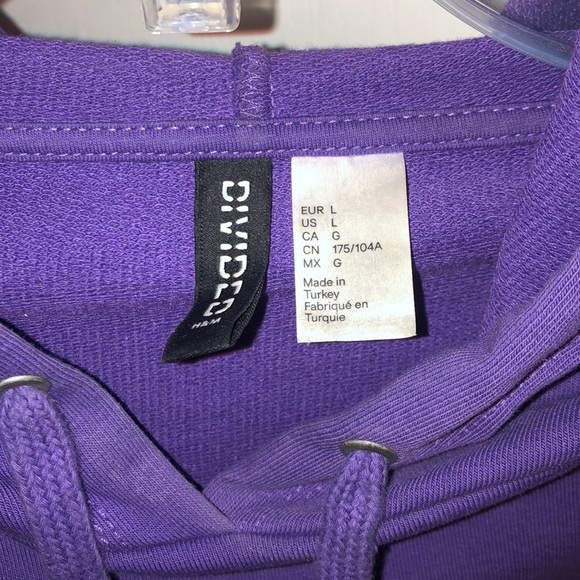 DIVIDED
H&M
EUR L
US L
CA G
CN 175/104A
MX G
Made in
Turkey
Fabriqué en
Turquie